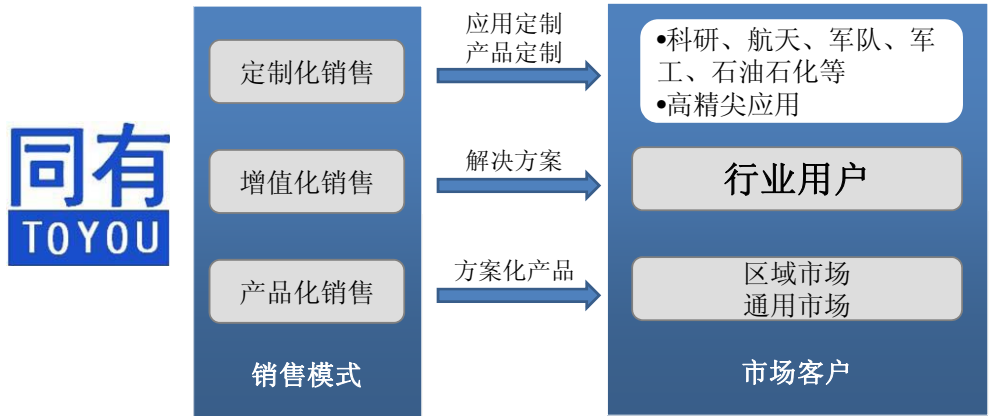 同有
TOYOU
定制化销售
应用定制
产品定制
•科研、航天、军队、军
工、石油石化等
•高精尖应用
增值化销售
解决方案
行业用户
产品化销售
方案化产品
区域市场
通用市场
销售模式
市场客户